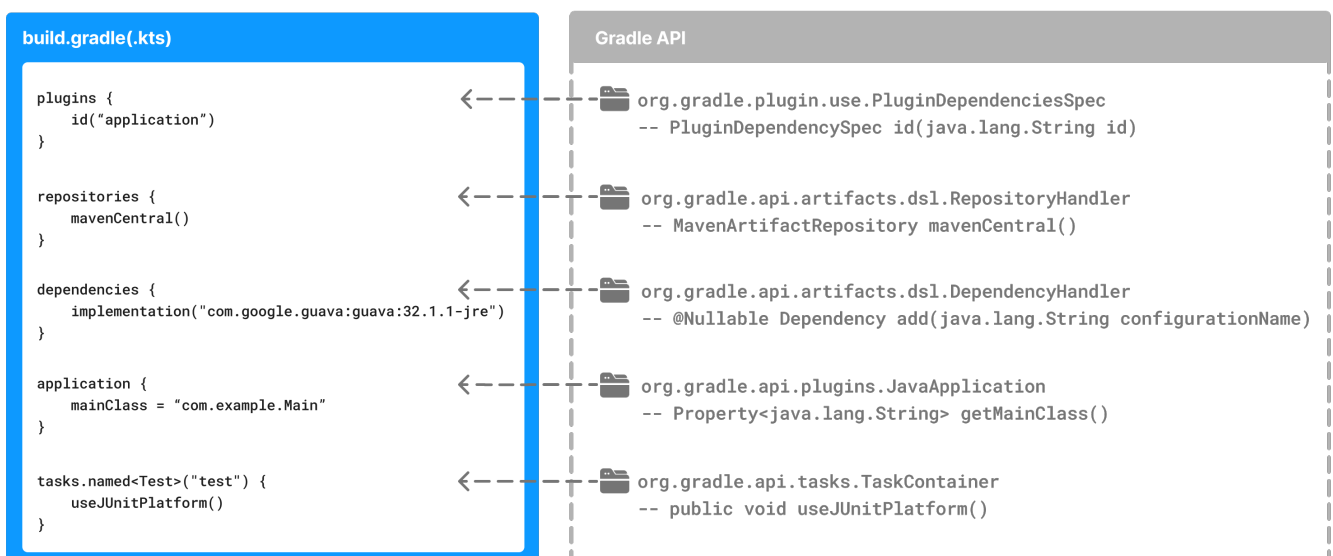 build.gradle(.kts)
plugins {
    id(“application”)
}
repositories {
    mavenCentral()
}
dependencies {
    implementation("com.google.guava:guava:32.1.1-jre")
}
application {
    mainClass = “com.example.Main”
}
tasks.named<Test>("test") {
    useJUnitPlatform()
}
Gradle API
org.gradle.plugin.use.PluginDependenciesSpec
-- PluginDependencySpec id(java.lang.String id)
org.gradle.api.artifacts.dsl.RepositoryHandler
-- MavenArtifactRepository mavenCentral()
org.gradle.api.artifacts.dsl.DependencyHandler
-- @Nullable Dependency add(java.lang.String configurationName)
org.gradle.api.plugins.JavaApplication
-- Property<java.lang.String> getMainClass()
org.gradle.api.tasks.TaskContainer
-- public void useJUnitPlatform()